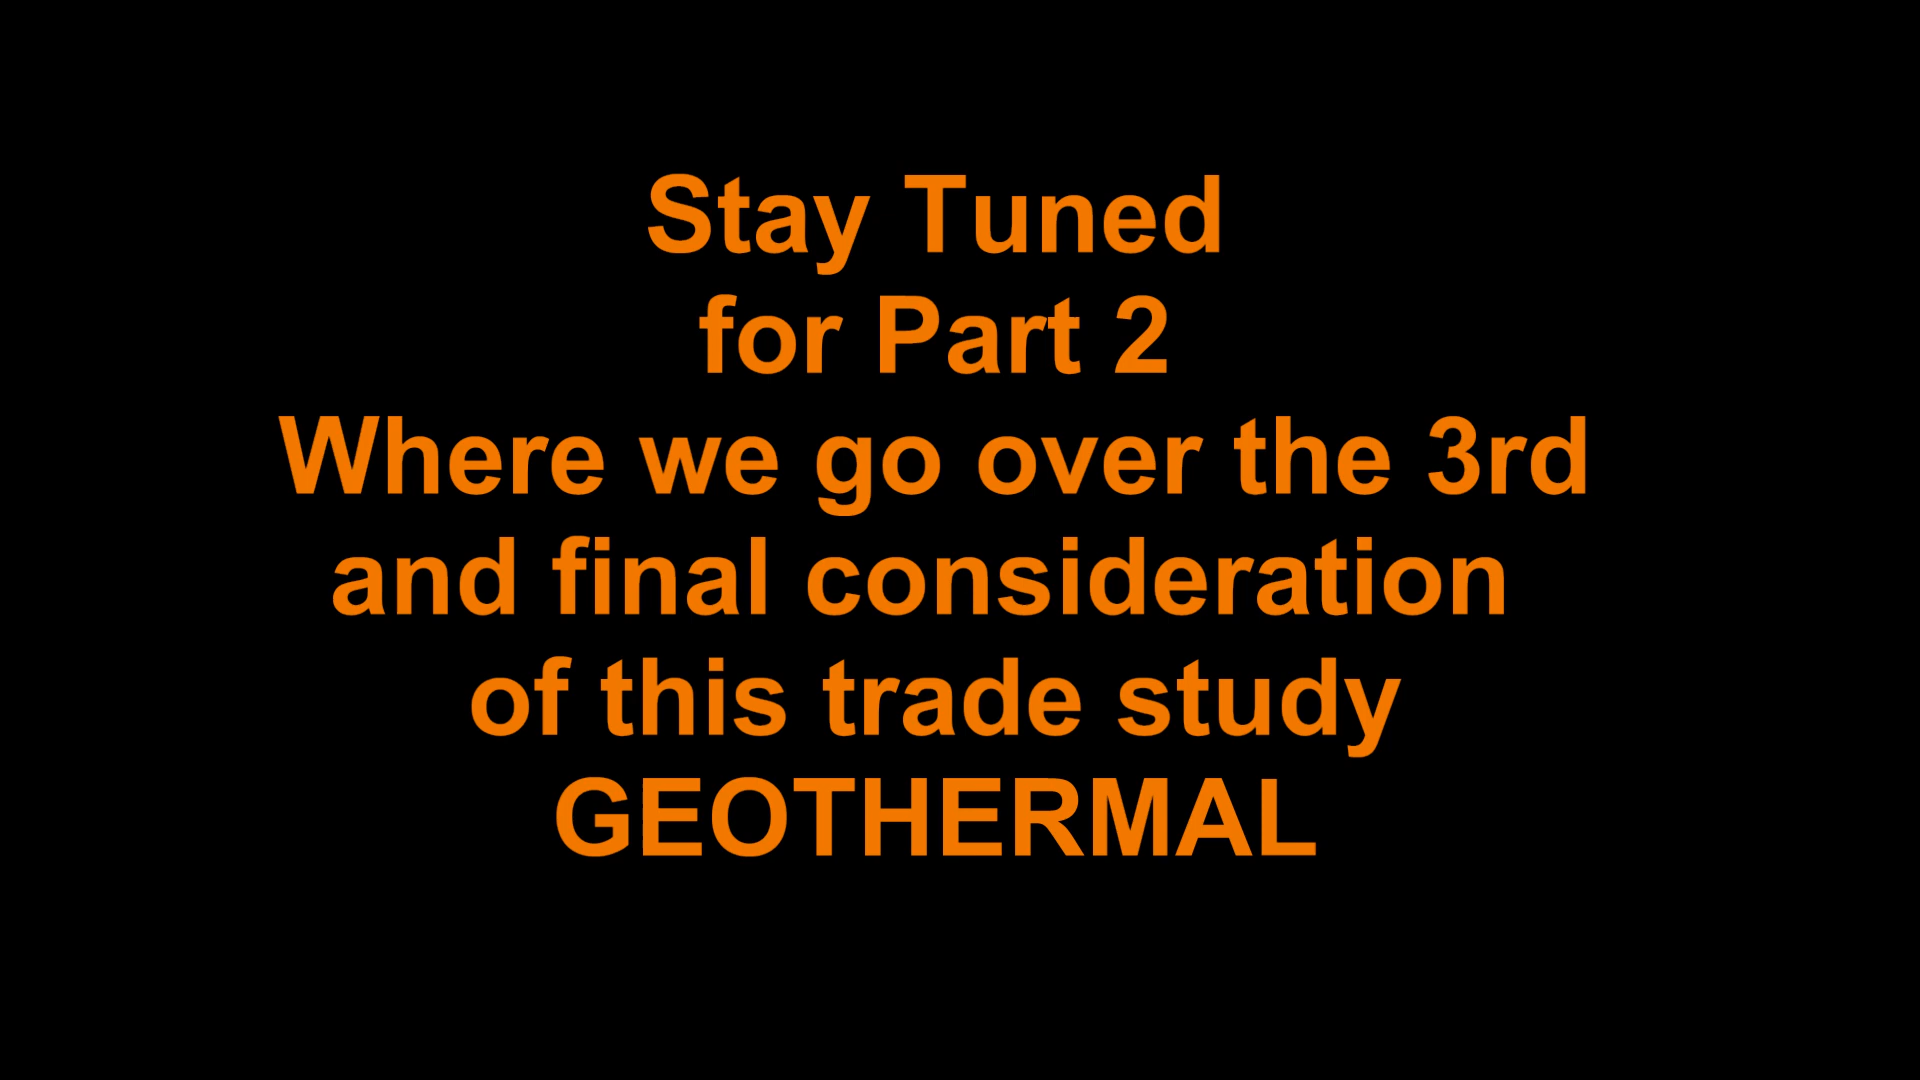 Stay Tuned
for Part 2
Where we go over the 3rd
and final consideration
of this trade study
GEOTHERMAL